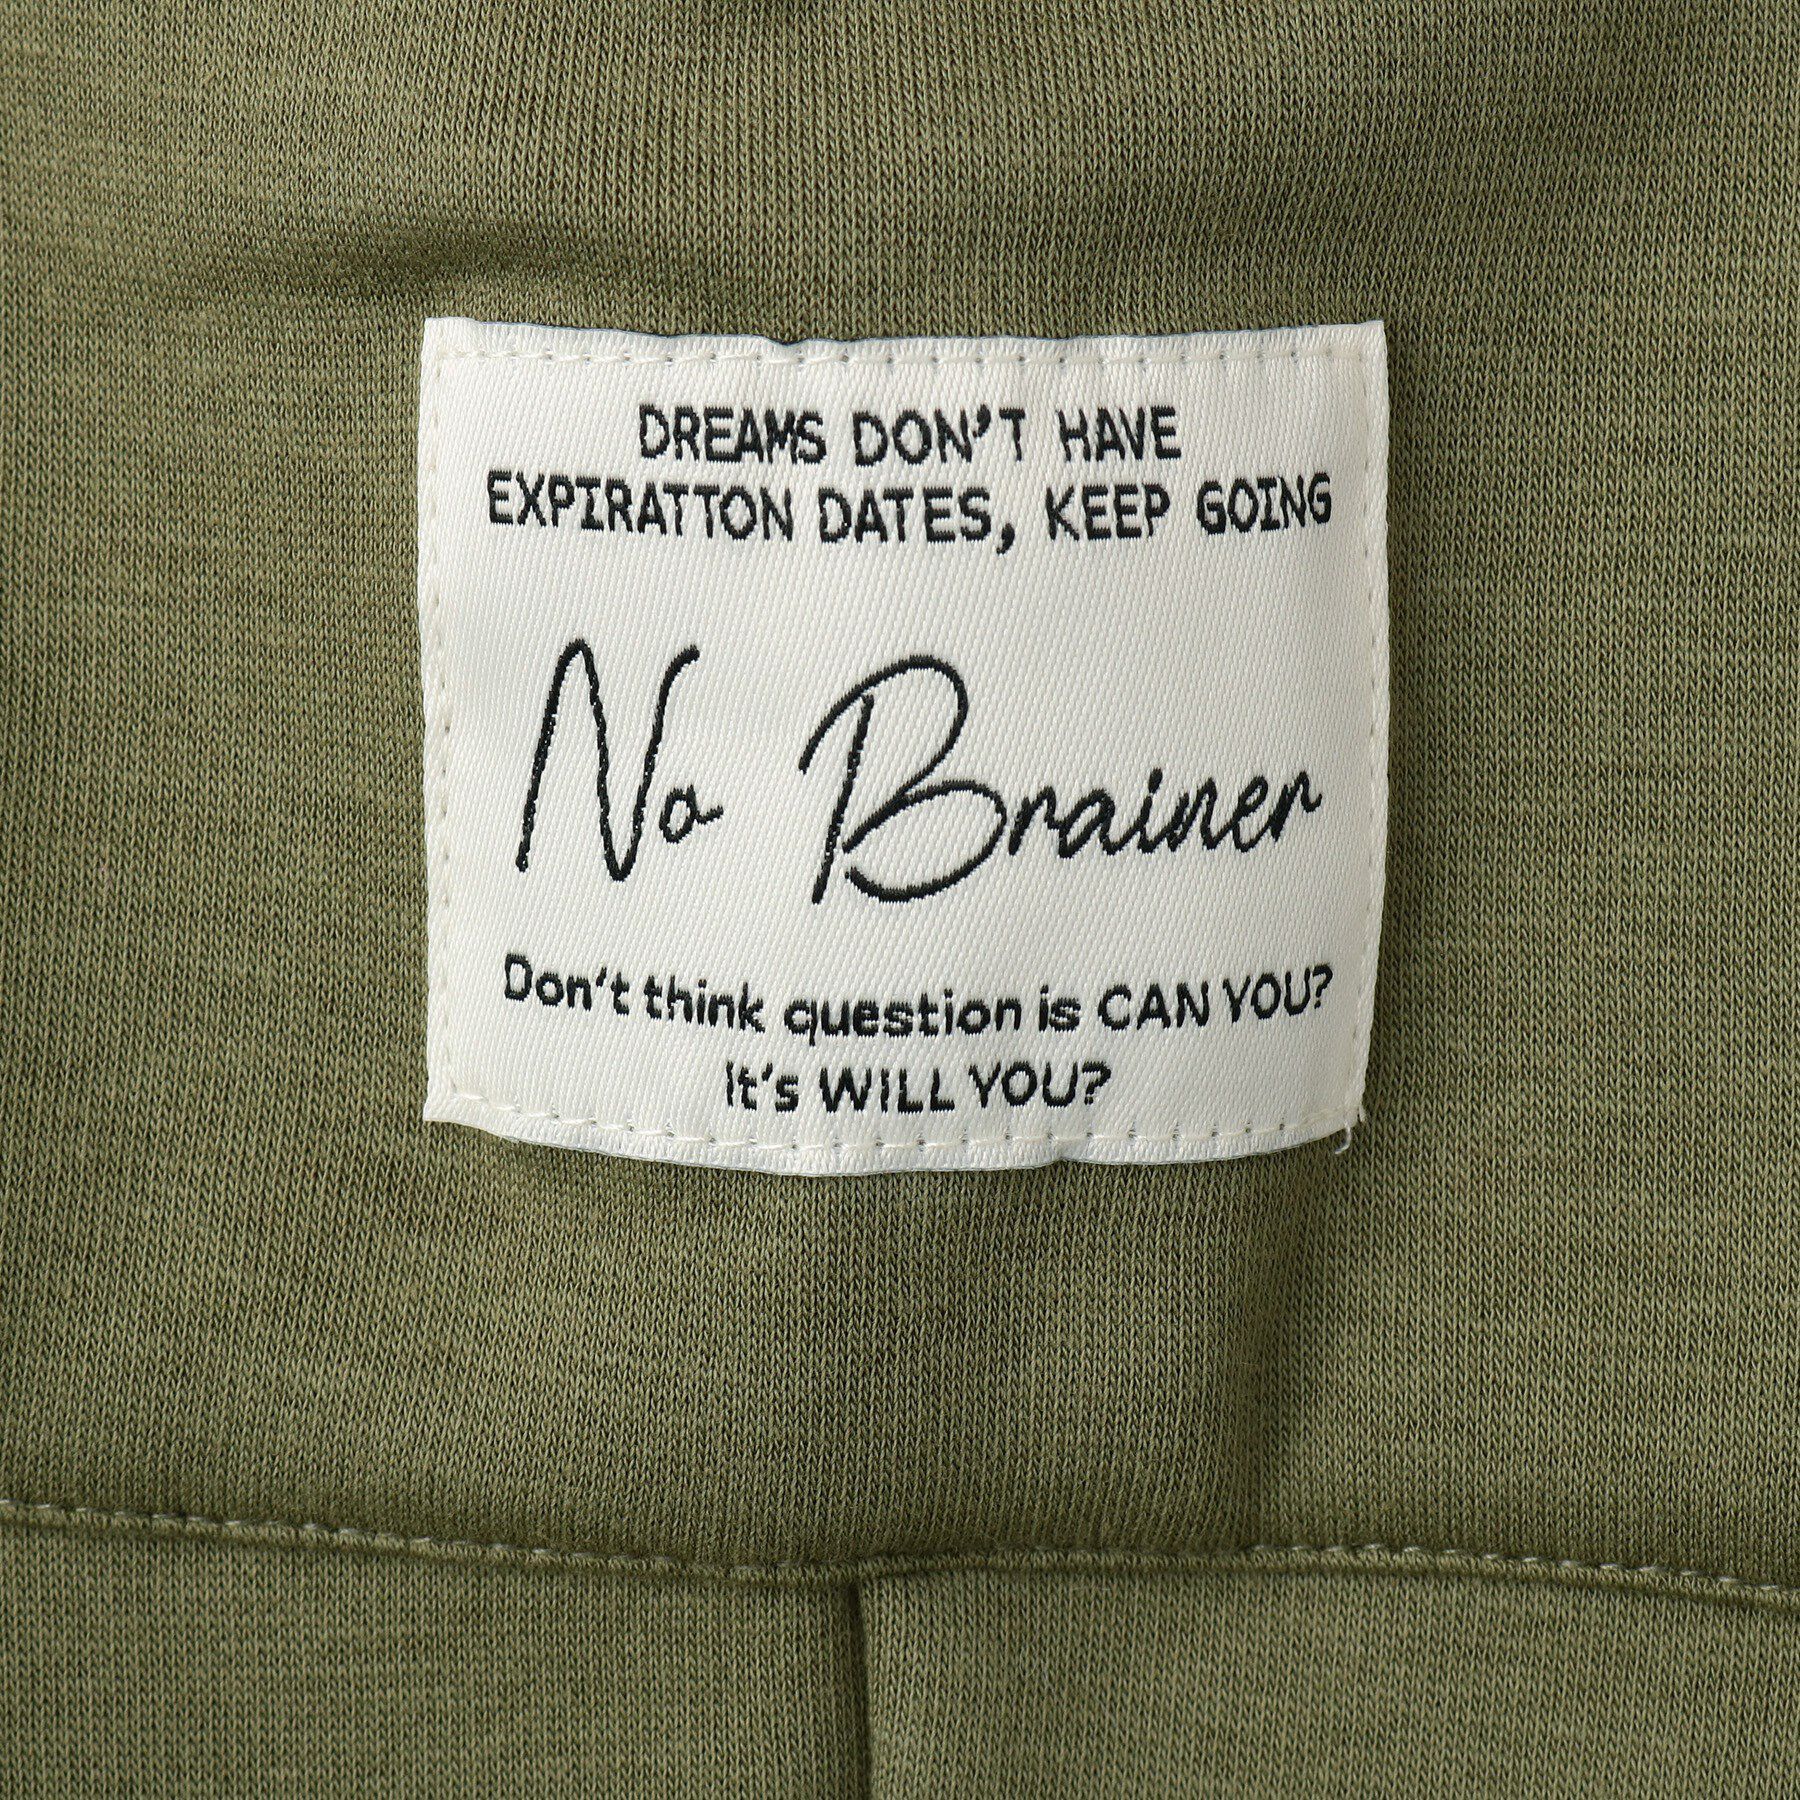 DREAMS DON'T HAVE
EXPIRATTON DATES, KEEP GOING
No Brainer
Don't think question is CAN YOU?
It's WILL YOU?